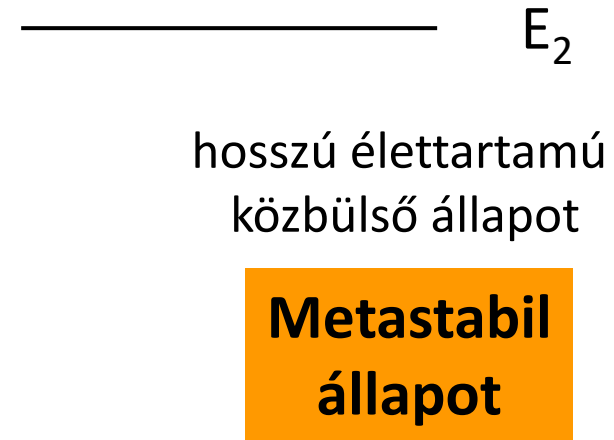 E₂
hosszú élettartamú
közbülső állapot
Metastabil
állapot